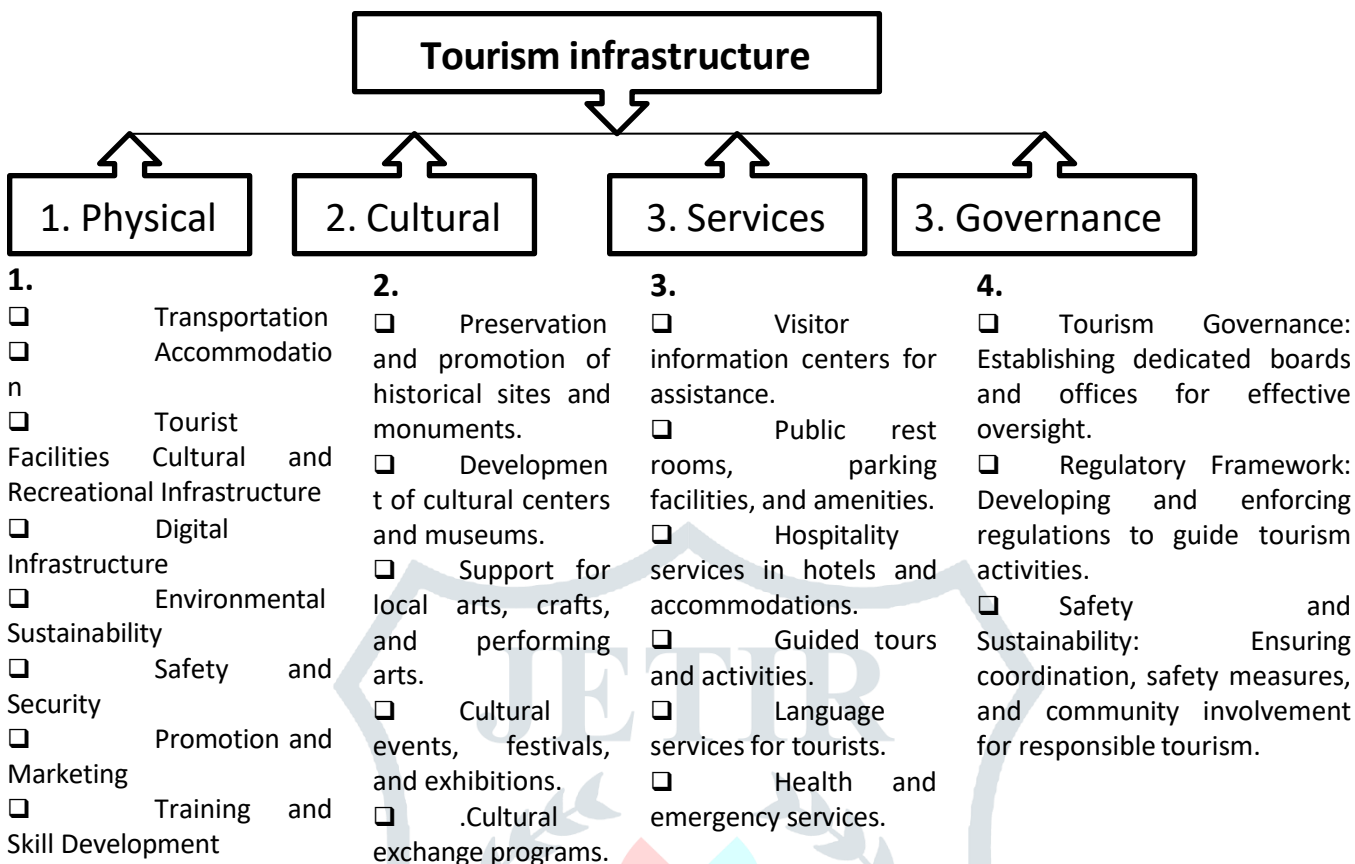 Tourism infrastructure
1. Physical
2. Cultural
3. Services
3. Governance
1.
❑ Transportation
❑ Accommodatio
n
❑ Tourist
Facilities Cultural and
Recreational Infrastructure
❑ Digital
Infrastructure
❑ Environmental
Sustainability
❑ Safety and
Security
❑ Promotion and
Marketing
❑ Training and
Skill Development
2.
❑ Preservation
and promotion of
historical sites and
monuments.
❑ Developmen
t of cultural centers
and museums.
❑ Support for
local arts, crafts,
and performing
arts.
❑ Cultural
events, festivals,
and exhibitions.
❑ .Cultural
exchange programs.
3.
❑ Visitor
information centers for
assistance.
❑ Public rest
rooms, parking
facilities, and amenities.
❑ Hospitality
services in hotels and
accommodations.
❑ Guided tours
and activities.
❑ Language
services for tourists.
❑ Health and
emergency services.
4.
❑ Tourism Governance:
Establishing dedicated boards
and offices for effective
oversight.
❑ Regulatory Framework:
Developing and enforcing
regulations to guide tourism
activities.
❑ Safety and
Sustainability: Ensuring
coordination, safety measures,
and community involvement
for responsible tourism.
JETIR